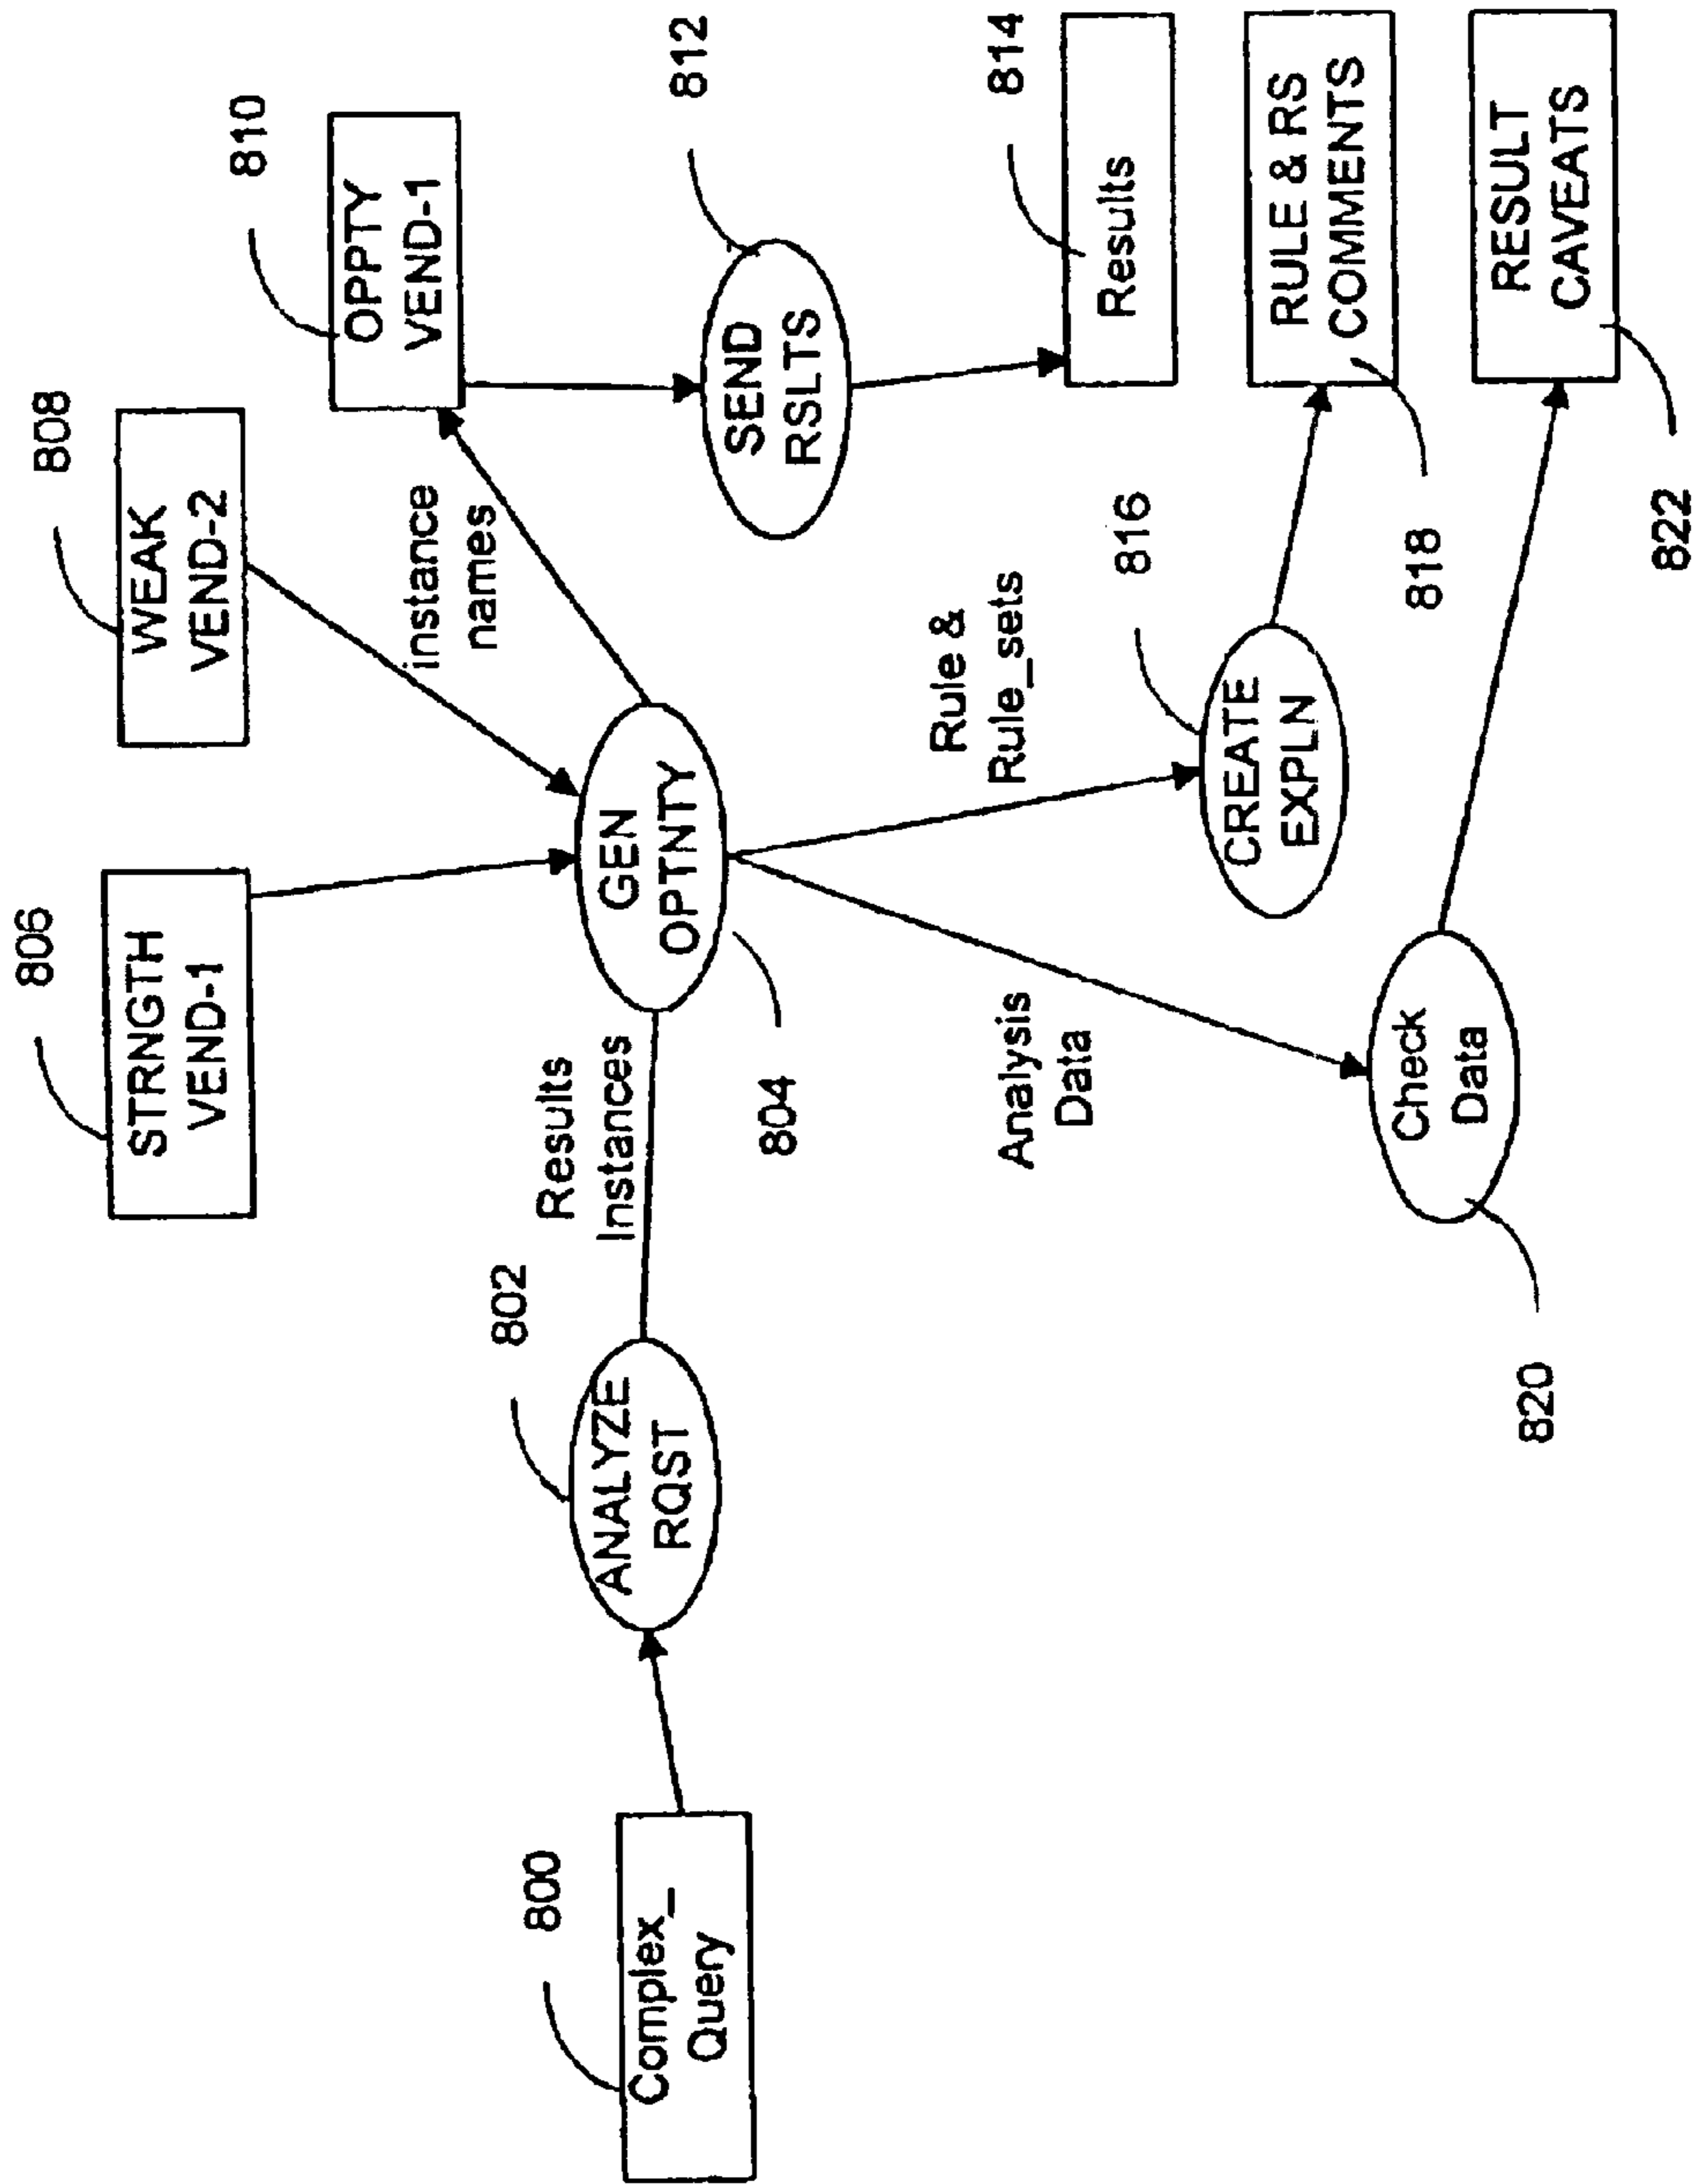 806
STRNGTH
VEND-1
808
WEAK
VEND-2
810
OPPTY
VEND-1
instance
names
800
Complex_
Query
802
ANALYZE
RQST
Results
Instances
GEN
OPTNTY
804
812
SEND
RSLTS
814
Results
Rule &
Rule_sets
816
CREATE
EXPLN
RULE & RS
COMMENTS
818
Analysis
Data
Check
Data
820
RESULT
CAVEATS
822